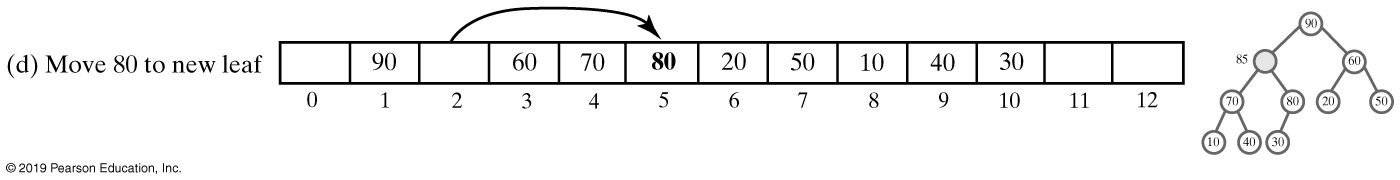 (d) Move 80 to new leaf
90 60 70 80 20 50 10 40 30
0 1 2 3 4 5 6 7 8 9 10 11 12
90
85 60
70 80 20 50
10 40 30
© 2019 Pearson Education, Inc.